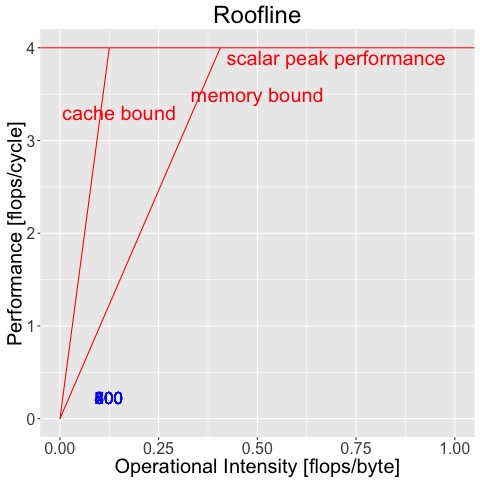 Roofline
4
scalar peak performance
memory bound
cache bound
3
2
1
0
0.00 0.25 0.50 0.75 1.00
Operational Intensity [flops/byte]
Performance [flops/cycle]